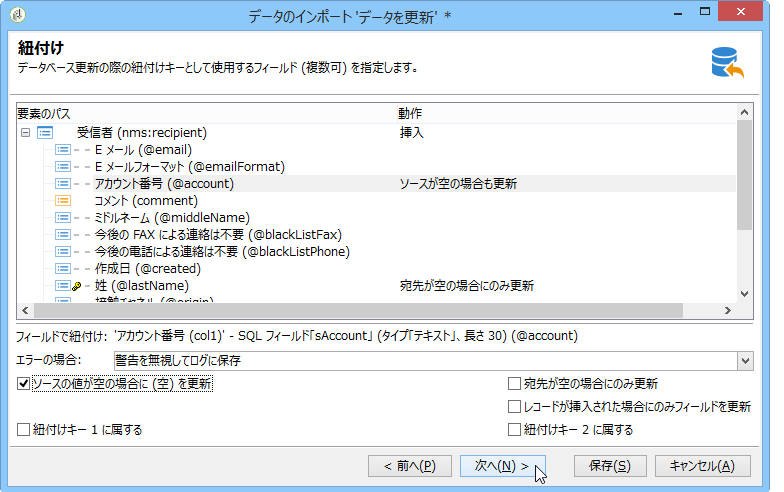 データのインポート 'データを更新' *
紐付け
データベース更新の際の紐付けキーとして使用するフィールド (複数可) を指定します。
要素のパス 動作
受信者 (nms:recipient) 挿入
E メール (@email)
E メールフォーマット (@emailFormat)
アカウント番号 (@account) ソースが空の場合も更新
コメント (comment)
ミドルネーム (@middleName)
今後の FAX による連絡は不要 (@blackListFax)
今後の電話による連絡は不要 (@blackListPhone)
作成日 (@created)
姓 (@lastName) 宛先が空の場合にのみ更新
接触チャネル (@origin)
フィールドで紐付け: 'アカウント番号 (col1)' - SQL フィールド「sAccount」 (タイプ「テキスト」、長さ 30) (@account)
エラーの場合: 警告を無視してログに保存
ソースの値が空の場合に (空) を更新 宛先が空の場合にのみ更新
レコードが挿入された場合にのみフィールドを更新
紐付けキー 1 に属する 紐付けキー 2 に属する
< 前へ(P) 次へ(N) > 保存(S) キャンセル(A)